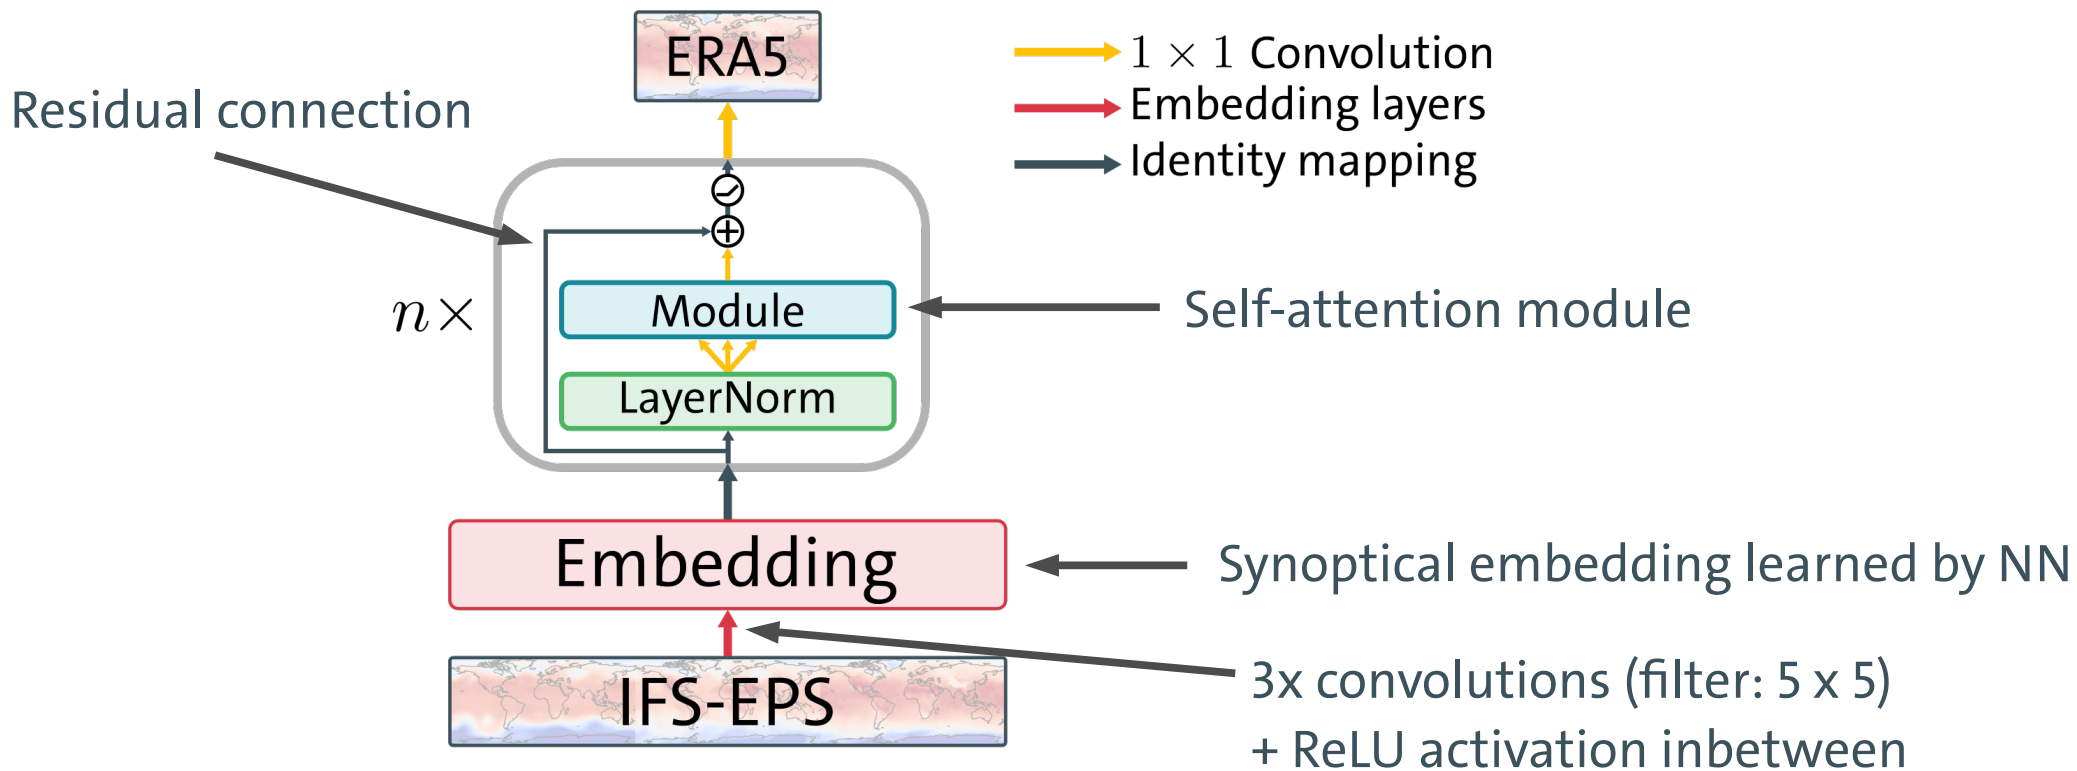 ERA5
1 × 1 Convolution
Embedding layers
Identity mapping
Residual connection
n×
Module
Self-attention module
LayerNorm
Embedding
Synoptical embedding learned by NN
IFS-EPS
3x convolutions (filter: 5 x 5)
+ ReLU activation inbetween